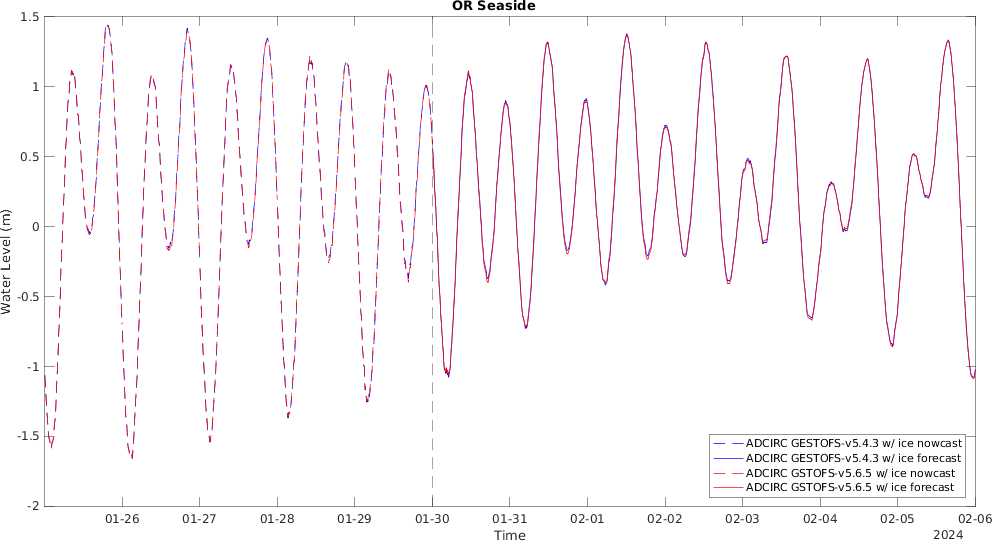 OR Seaside
1.5
1
0.5
0
-0.5
-1
-1.5
-2
Water Level (m)
ADCIRC GESTOFS-v5.4.3 w/ ice nowcast
ADCIRC GESTOFS-v5.4.3 w/ ice forecast
ADCIRC GSTOFS-v5.6.5 w/ ice nowcast
ADCIRC GSTOFS-v5.6.5 w/ ice forecast
01-26 01-27 01-28 01-29 01-30 01-31 02-01 02-02 02-03 02-04 02-05 02-06
Time
2024